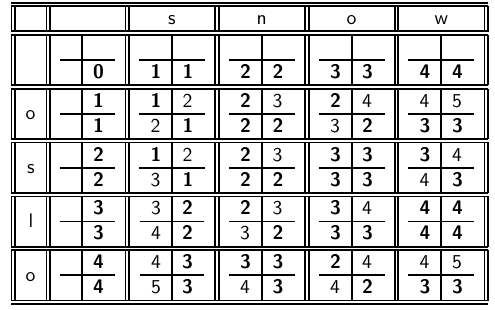 s n o w
0 1 1 2 2 3 3 4 4
1 1 2 2 3 2 4 4 5
o
1 2 1 2 2 3 2 3 3
2 1 2 2 3 3 3 3 4
s
2 3 1 2 2 3 3 4 3
3 3 2 2 3 3 4 4 4
l
3 4 2 3 2 3 3 4 4
4 4 3 3 3 2 4 4 5
o
4 5 3 4 3 4 2 3 3